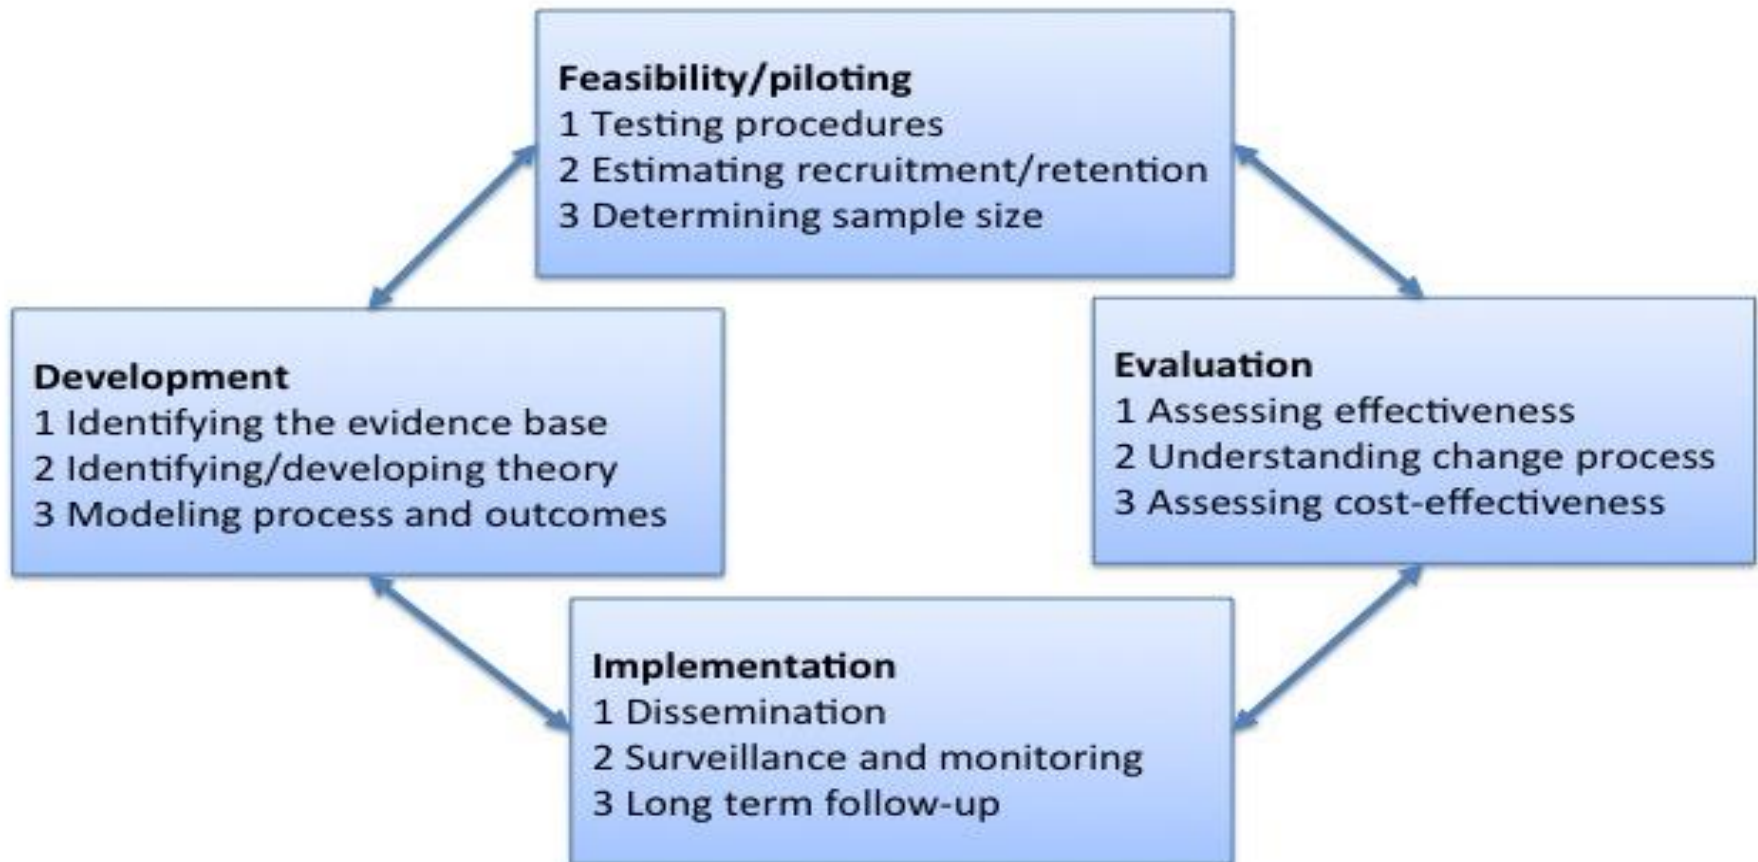 Feasibility/piloting
1 Testing procedures
2 Estimating recruitment/retention
3 Determining sample size
Development
1 Identifying the evidence base
2 Identifying/developing theory
3 Modeling process and outcomes
Evaluation
1 Assessing effectiveness
2 Understanding change process
3 Assessing cost-effectiveness
Implementation
1 Dissemination
2 Surveillance and monitoring
3 Long term follow-up